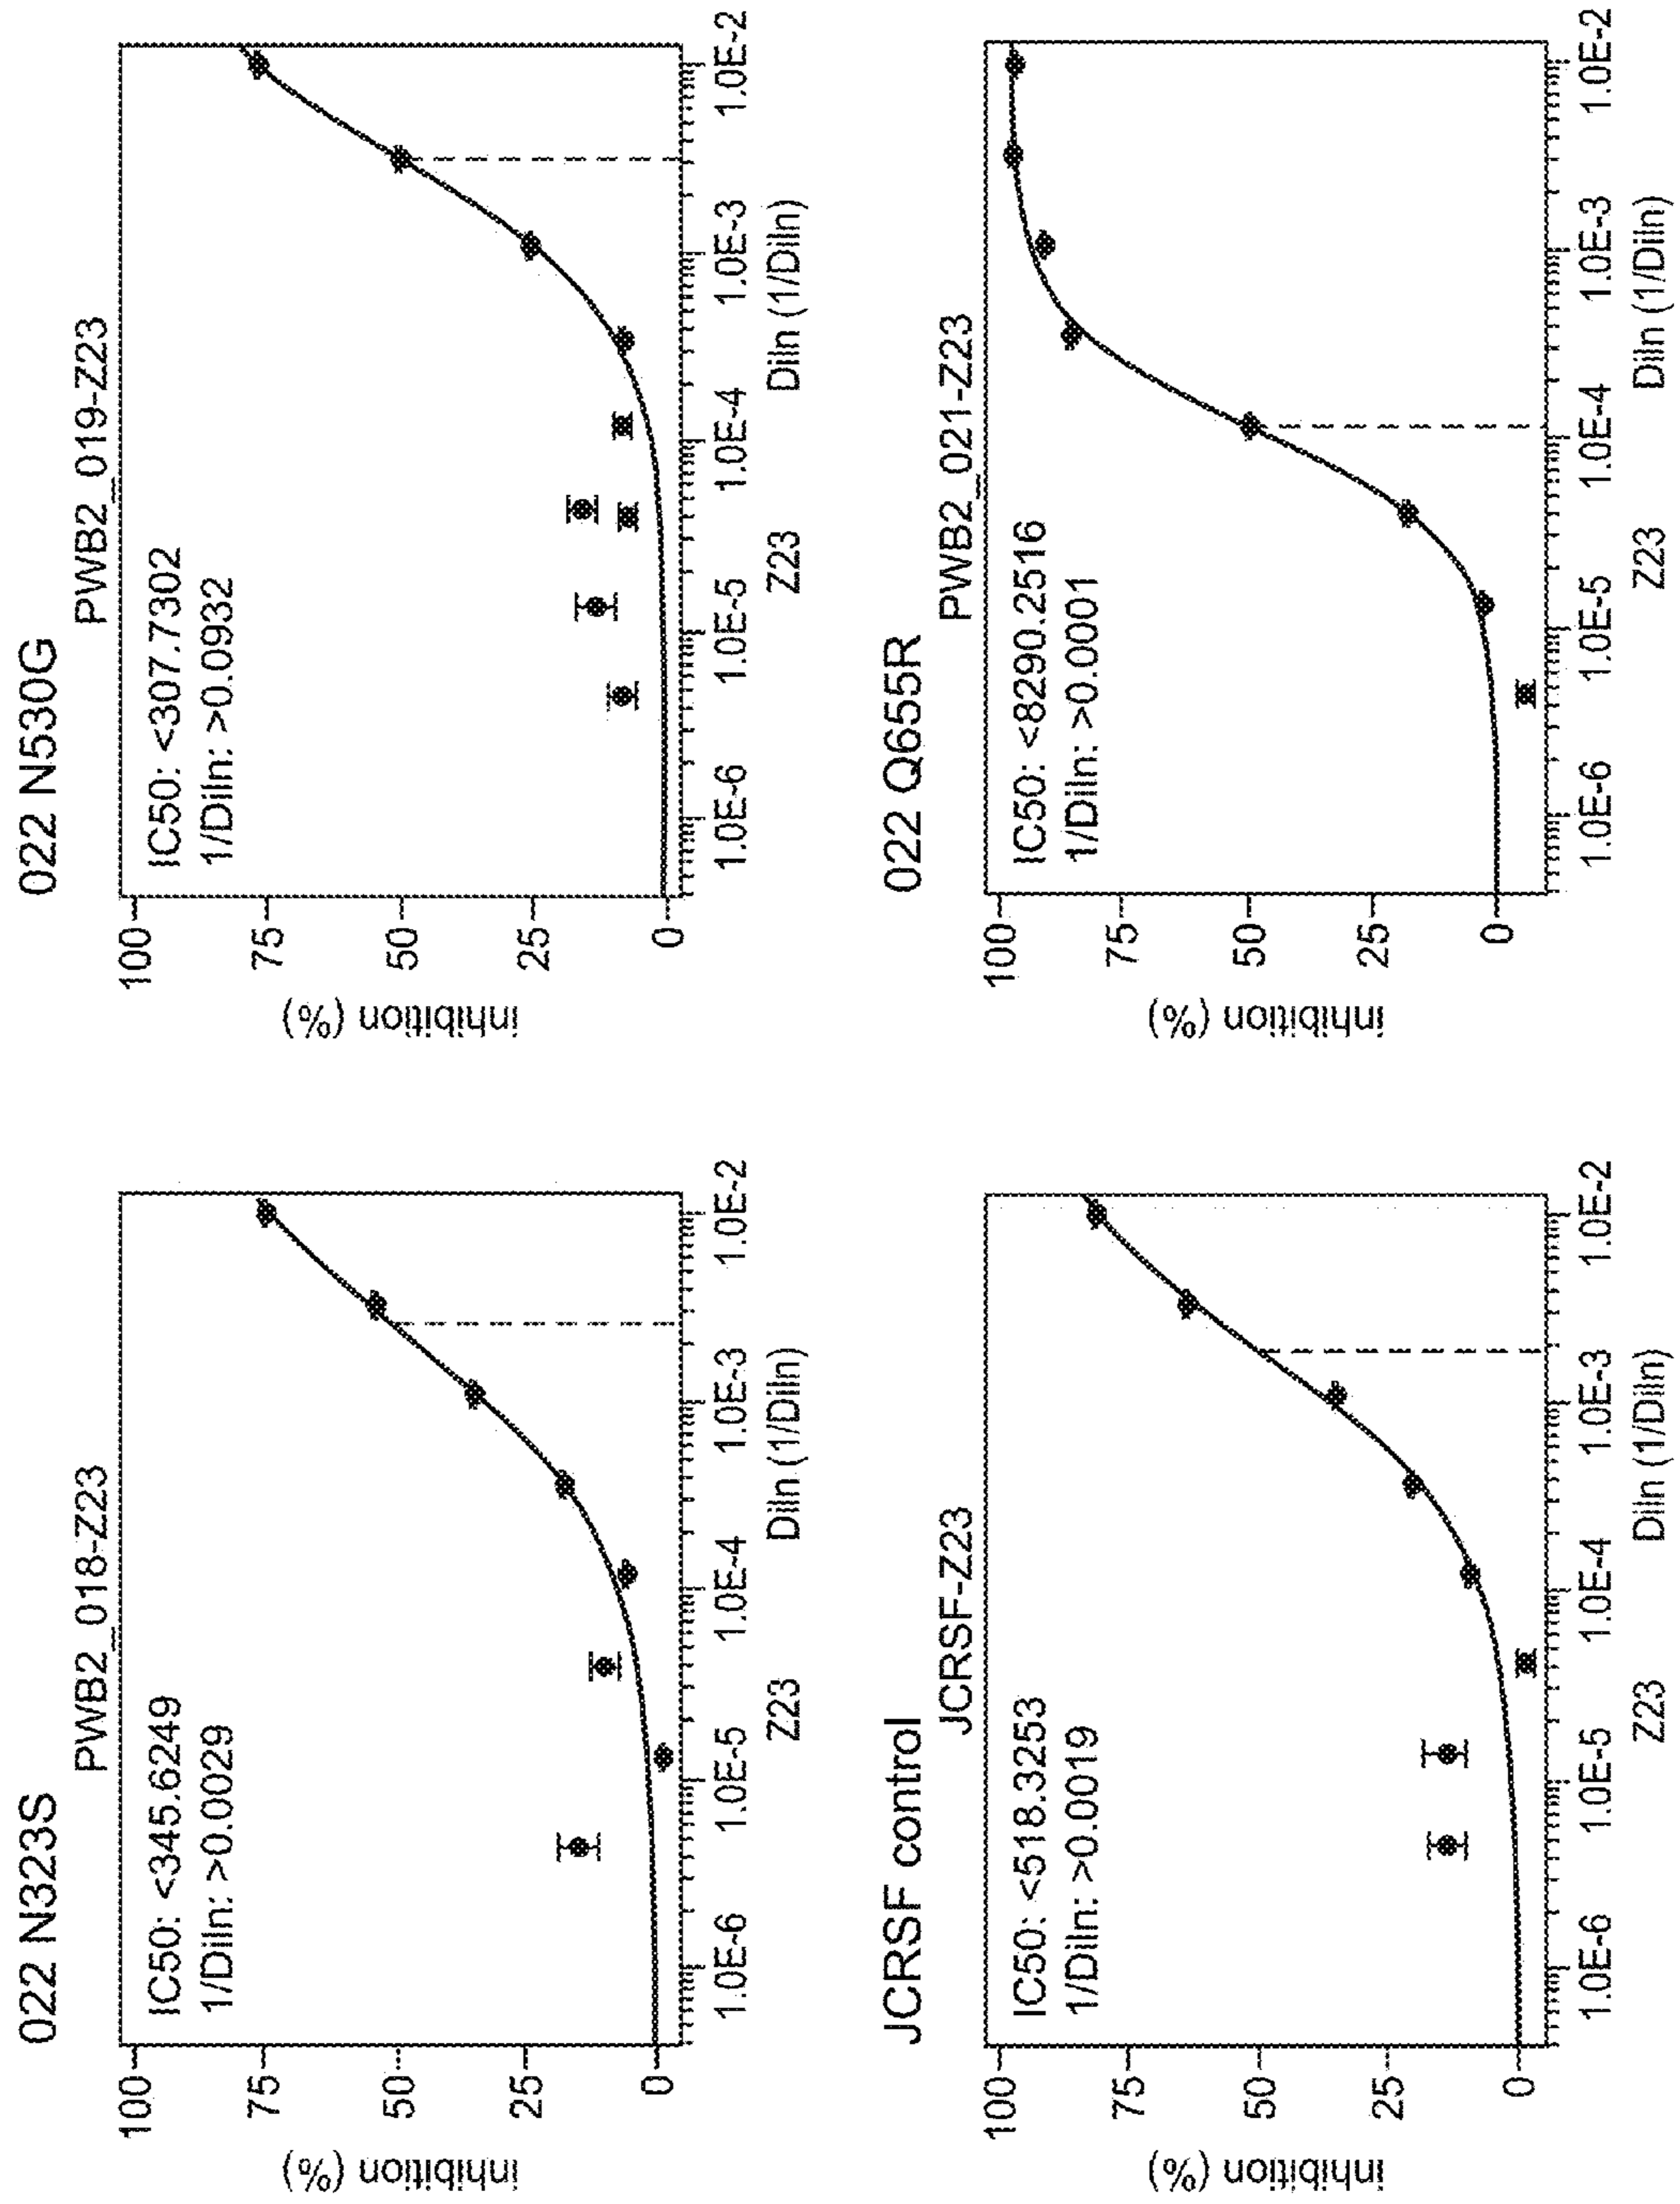 022 N323S
PWB2_018-Z23
IC50: <345.6249
1/Diln: >0.0029
inhibition (%)
100
75
50
25
0
1.0E-6
1.0E-5
1.0E-4
1.0E-3
1.0E-2
Z23
Diln (1/Diln)
022 N530G
PWB2_019-Z23
IC50: <307.7302
1/Diln: >0.0932
inhibition (%)
100
75
50
25
0
1.0E-6
1.0E-5
1.0E-4
1.0E-3
1.0E-2
Z23
Diln (1/Diln)
JCRSF control
JCRSF-Z23
IC50: <518.3253
1/Diln: >0.0019
inhibition (%)
100
75
50
25
0
1.0E-6
1.0E-5
1.0E-4
1.0E-3
1.0E-2
Z23
Diln (1/Diln)
022 Q655R
PWB2_021-Z23
IC50: <8290.2516
1/Diln: >0.0001
inhibition (%)
100
75
50
25
0
1.0E-6
1.0E-5
1.0E-4
1.0E-3
1.0E-2
Z23
Diln (1/Diln)